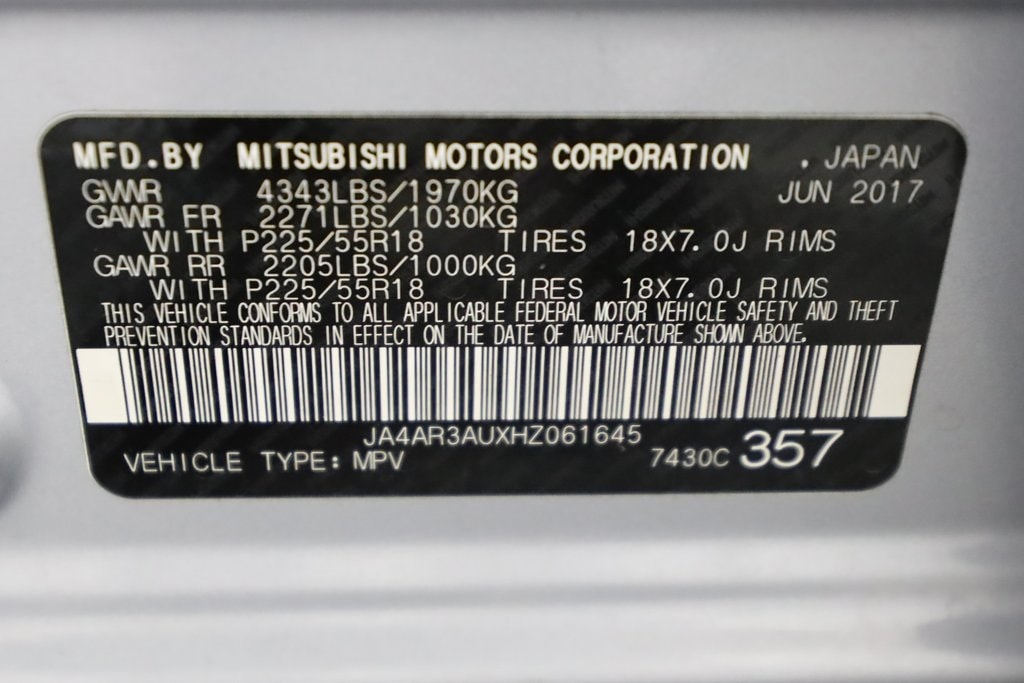 MFD.BY MITSUBISHI MOTORS CORPORATION . JAPAN
GVWR 4343LBS/1970KG JUN 2017
GAWR FR 2271LBS/1030KG
WITH P225/55R18 TIRES 18X7.0J RIMS
GAWR RR 2205LBS/1000KG
WITH P225/55R18 TIRES 18X7.0J RIMS
THIS VEHICLE CONFORMS TO ALL APPLICABLE FEDERAL MOTOR VEHICLE SAFETY AND THEFT
PREVENTION STANDARDS IN EFFECT ON THE DATE OF MANUFACTURE SHOWN ABOVE.
JA4AR3AUXHZ061645
VEHICLE TYPE: MPV 7430C 357